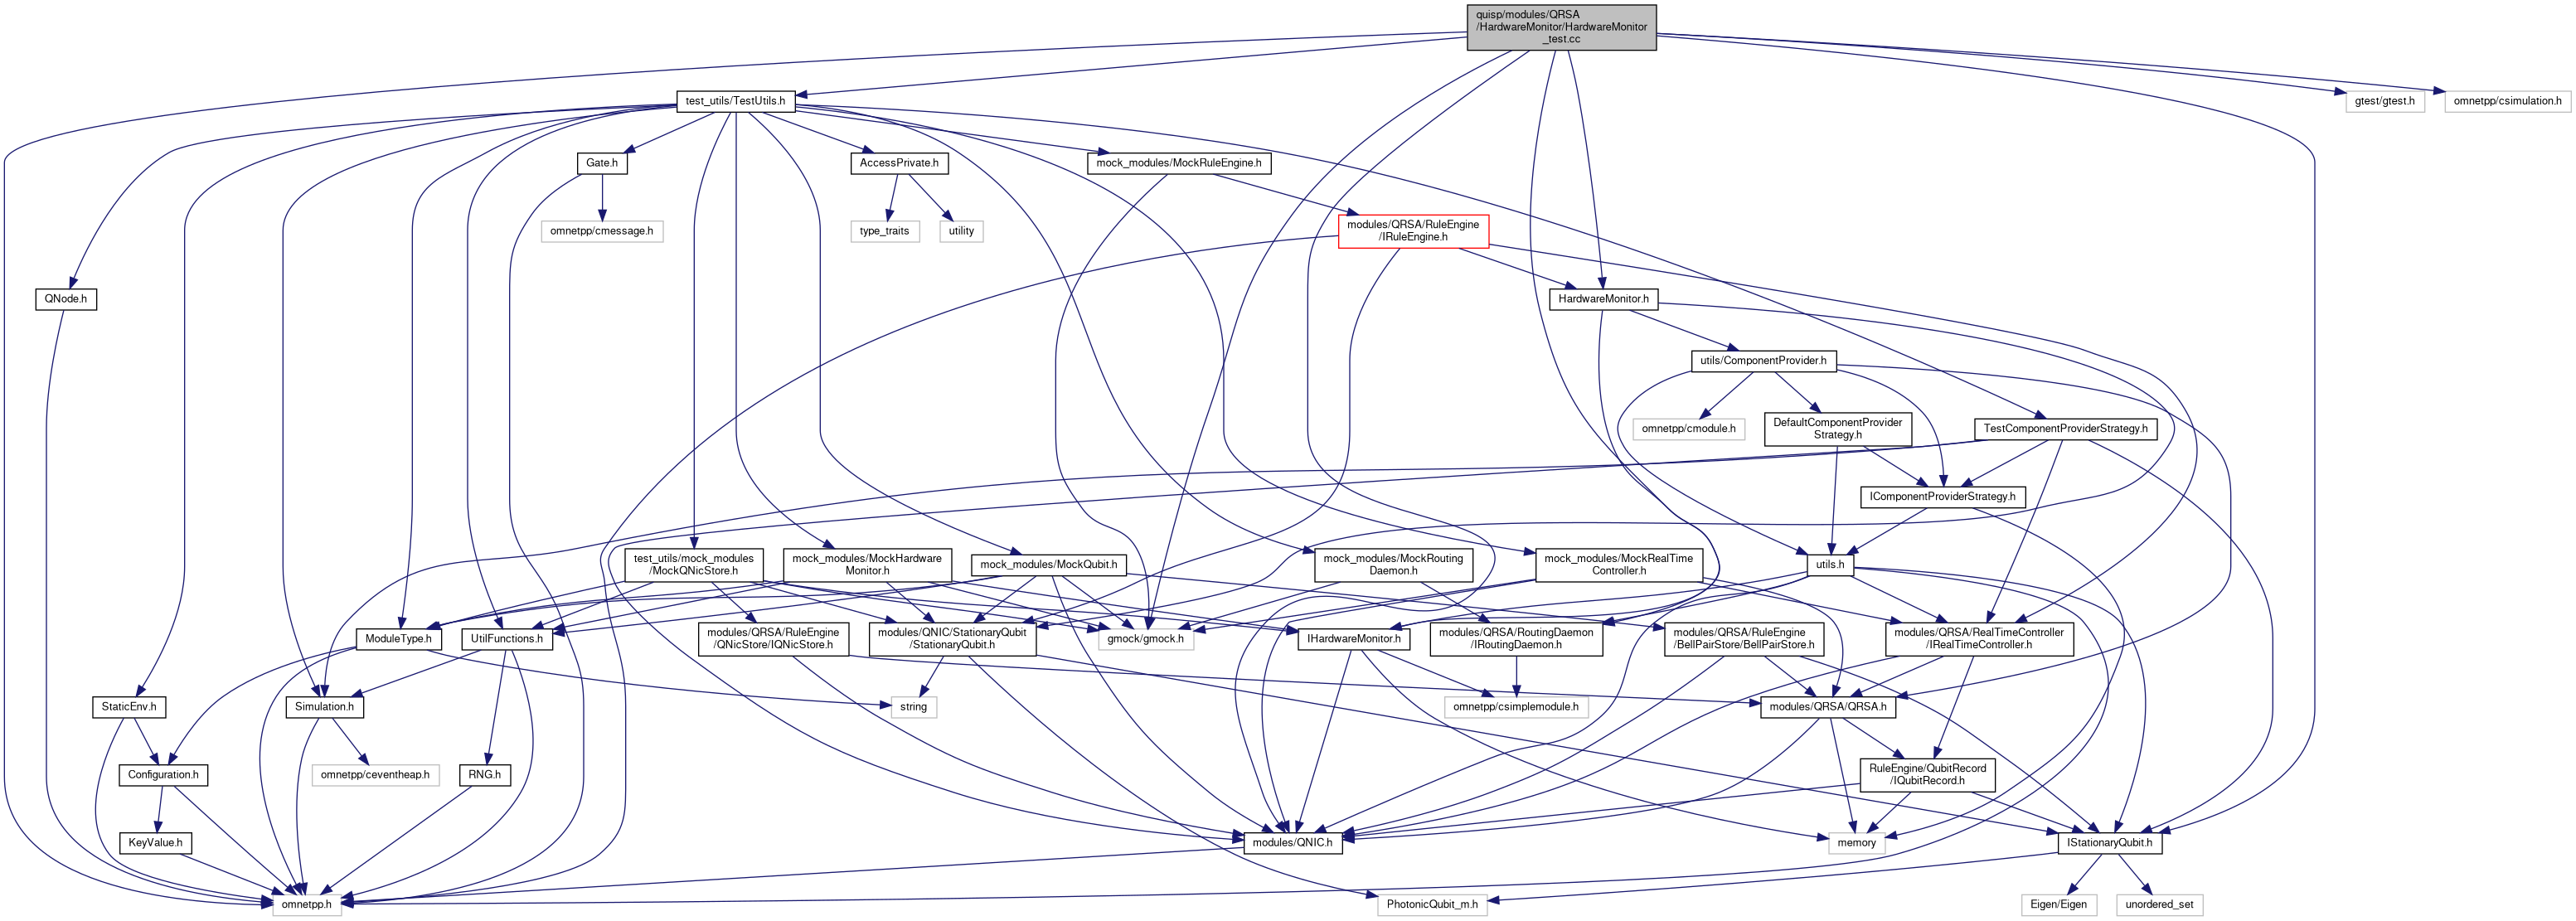 quisp/modules/QRSA
/HardwareMonitor/HardwareMonitor
_test.cc
test_utils/TestUtils.h
gtest/gtest.h
omnetpp/csimulation.h
Gate.h
AccessPrivate.h
mock_modules/MockRuleEngine.h
omnetpp/cmessage.h
type_traits
utility
modules/QRSA/RuleEngine
/IRuleEngine.h
QNode.h
HardwareMonitor.h
utils/ComponentProvider.h
omnetpp/cmodule.h
DefaultComponentProvider
Strategy.h
TestComponentProviderStrategy.h
IComponentProviderStrategy.h
test_utils/mock_modules
/MockQNicStore.h
mock_modules/MockHardware
Monitor.h
mock_modules/MockQubit.h
mock_modules/MockRouting
Daemon.h
mock_modules/MockRealTime
Controller.h
utils.h
ModuleType.h
UtilFunctions.h
modules/QRSA/RuleEngine
/QNicStore/IQNicStore.h
modules/QNIC/StationaryQubit
/StationaryQubit.h
gmock/gmock.h
IHardwareMonitor.h
modules/QRSA/RoutingDaemon
/IRoutingDaemon.h
modules/QRSA/RuleEngine
/BellPairStore/BellPairStore.h
modules/QRSA/RealTimeController
/IRealTimeController.h
StaticEnv.h
Simulation.h
string
omnetpp/csimplemodule.h
modules/QRSA/QRSA.h
Configuration.h
omnetpp/ceventheap.h
RNG.h
RuleEngine/QubitRecord
/IQubitRecord.h
KeyValue.h
modules/QNIC.h
memory
IStationaryQubit.h
omnetpp.h
PhotonicQubit_m.h
Eigen/Eigen
unordered_set